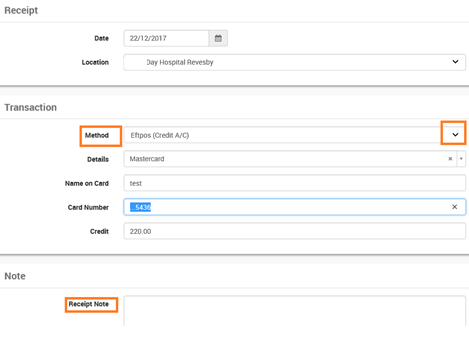 Receipt
Date 22/12/2017
Location Day Hospital Revesby
Transaction
Method Eftpos (Credit A/C)
Details Mastercard
Name on Card test
Card Number ...5436
Credit 220.00
Note
Receipt Note